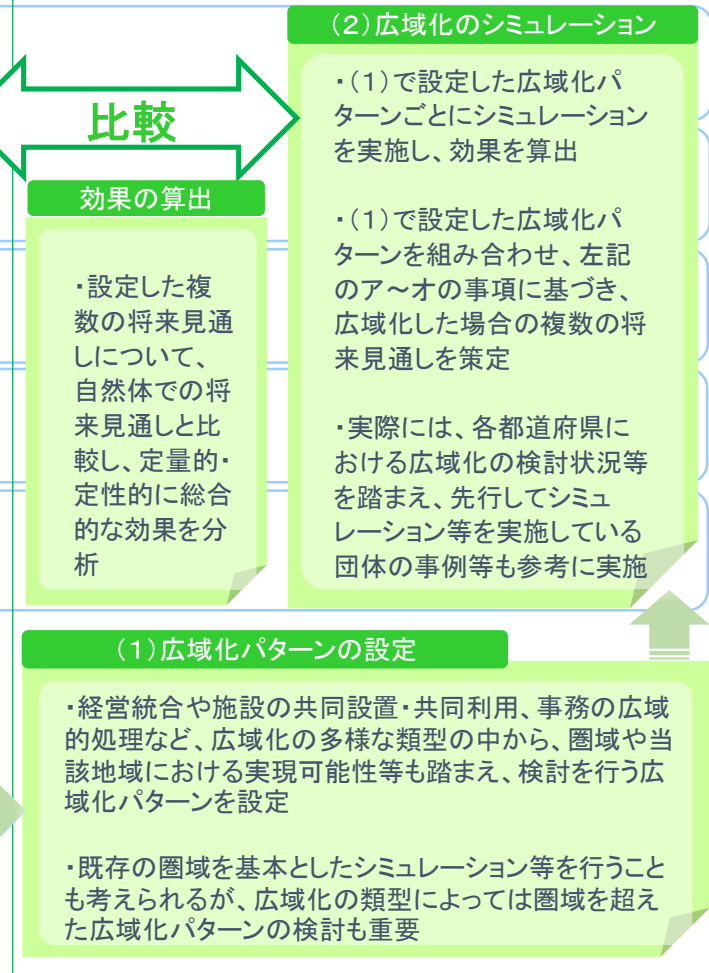 (2)広域化のシミュレーション
・(1)で設定した広域化パ
ターンごとにシミュレーション
を実施し、効果を算出
・(1)で設定した広域化パ
ターンを組み合わせ、左記
のア～オの事項に基づき、
広域化した場合の複数の将
来見通しを策定
・実際には、各都道府県に
おける広域化の検討状況等
を踏まえ、先行してシミュ
レーション等を実施している
団体の事例等も参考に実施
比較
効果の算出
・設定した複
数の将来見通
しについて、
自然体での将
来見通しと比
較し、定量的・
定性的に総合
的な効果を分
析
(1)広域化パターンの設定
・経営統合や施設の共同設置・共同利用、事務の広域
的処理など、広域化の多様な類型の中から、圏域や当
該地域における実現可能性等も踏まえ、検討を行う広
域化パターンを設定
・既存の圏域を基本としたシミュレーション等を行うこと
も考えられるが、広域化の類型によっては圏域を超え
た広域化パターンの検討も重要